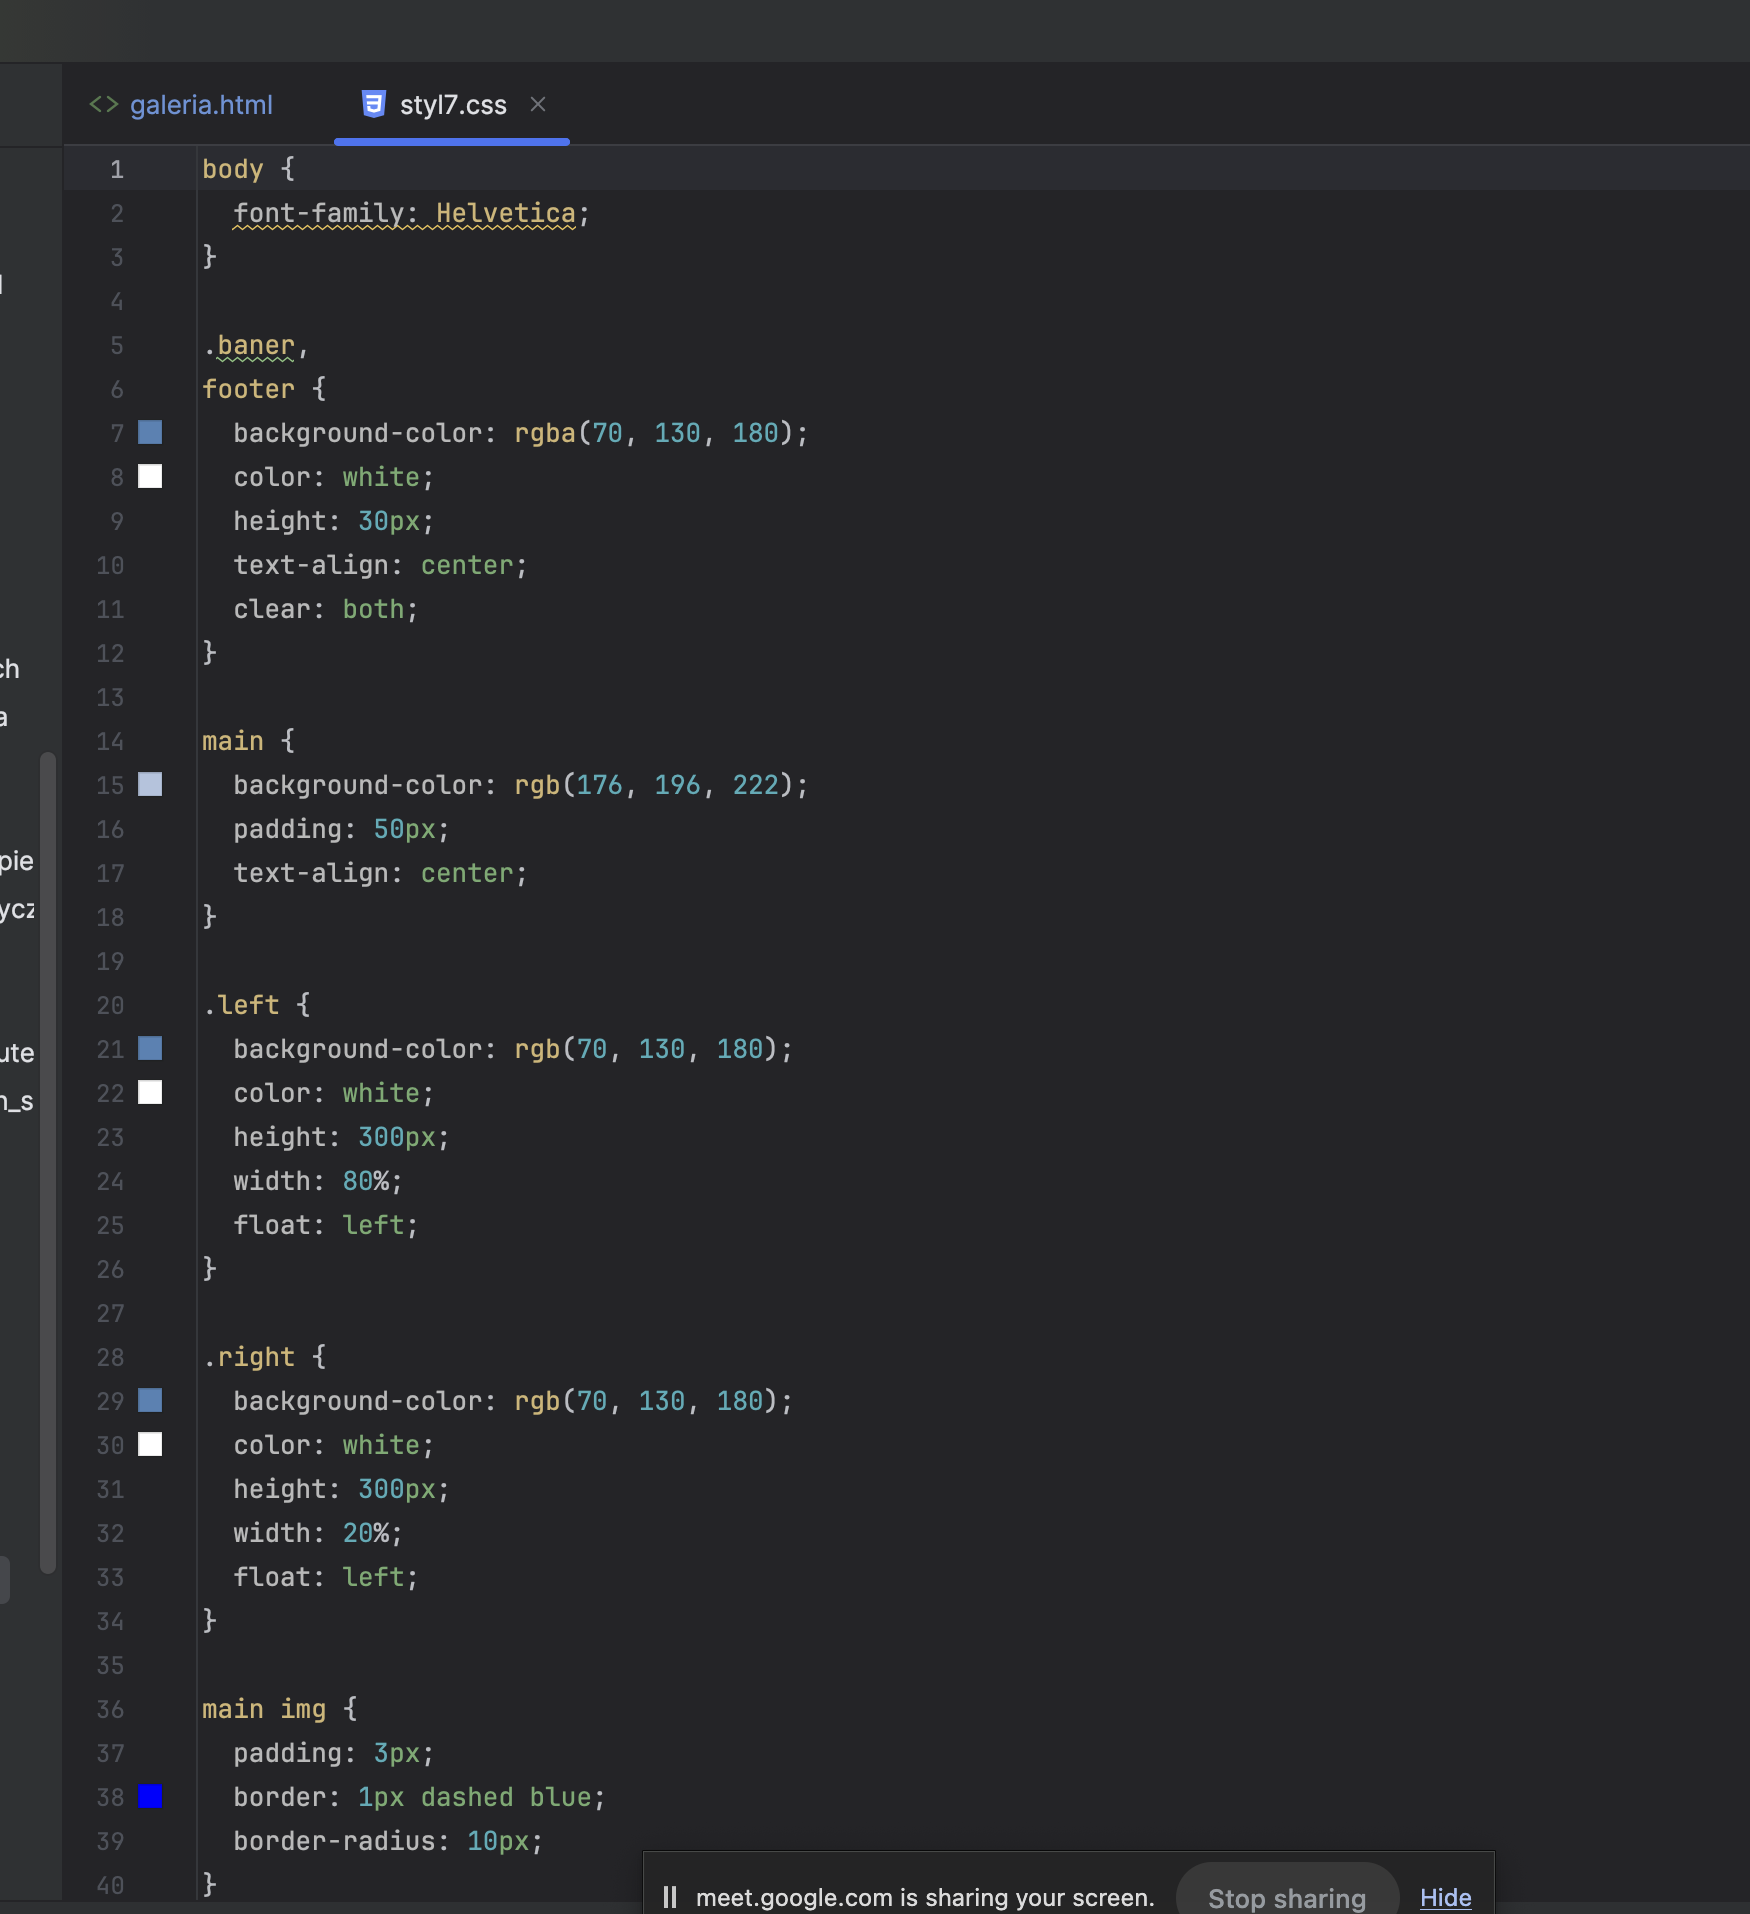 galeria.html
styl7.css
1 body {
2 font-family: Helvetica;
3 }
4
5 .baner,
6 footer {
7 background-color: rgba(70, 130, 180);
8 color: white;
9 height: 30px;
10 text-align: center;
11 clear: both;
12 }
13
14 main {
15 background-color: rgb(176, 196, 222);
16 padding: 50px;
17 text-align: center;
18 }
19
20 .left {
21 background-color: rgb(70, 130, 180);
22 color: white;
23 height: 300px;
24 width: 80%;
25 float: left;
26 }
27
28 .right {
29 background-color: rgb(70, 130, 180);
30 color: white;
31 height: 300px;
32 width: 20%;
33 float: left;
34 }
35
36 main img {
37 padding: 3px;
38 border: 1px dashed blue;
39 border-radius: 10px;
40 }
ch
a
pie
ycz
ute
n_s
meet.google.com is sharing your screen. Stop sharing Hide